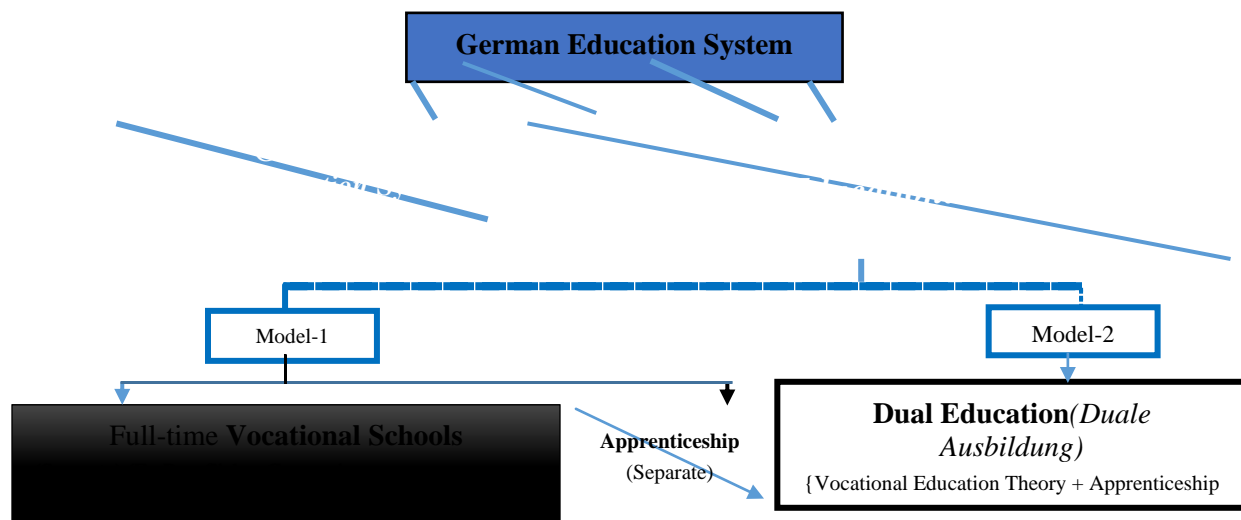 German Education System
Model-1
Model-2
Full-time Vocational Schools
Apprenticeship
(Separate)
Dual Education(Duale
Ausbildung)
{Vocational Education Theory + Apprenticeship